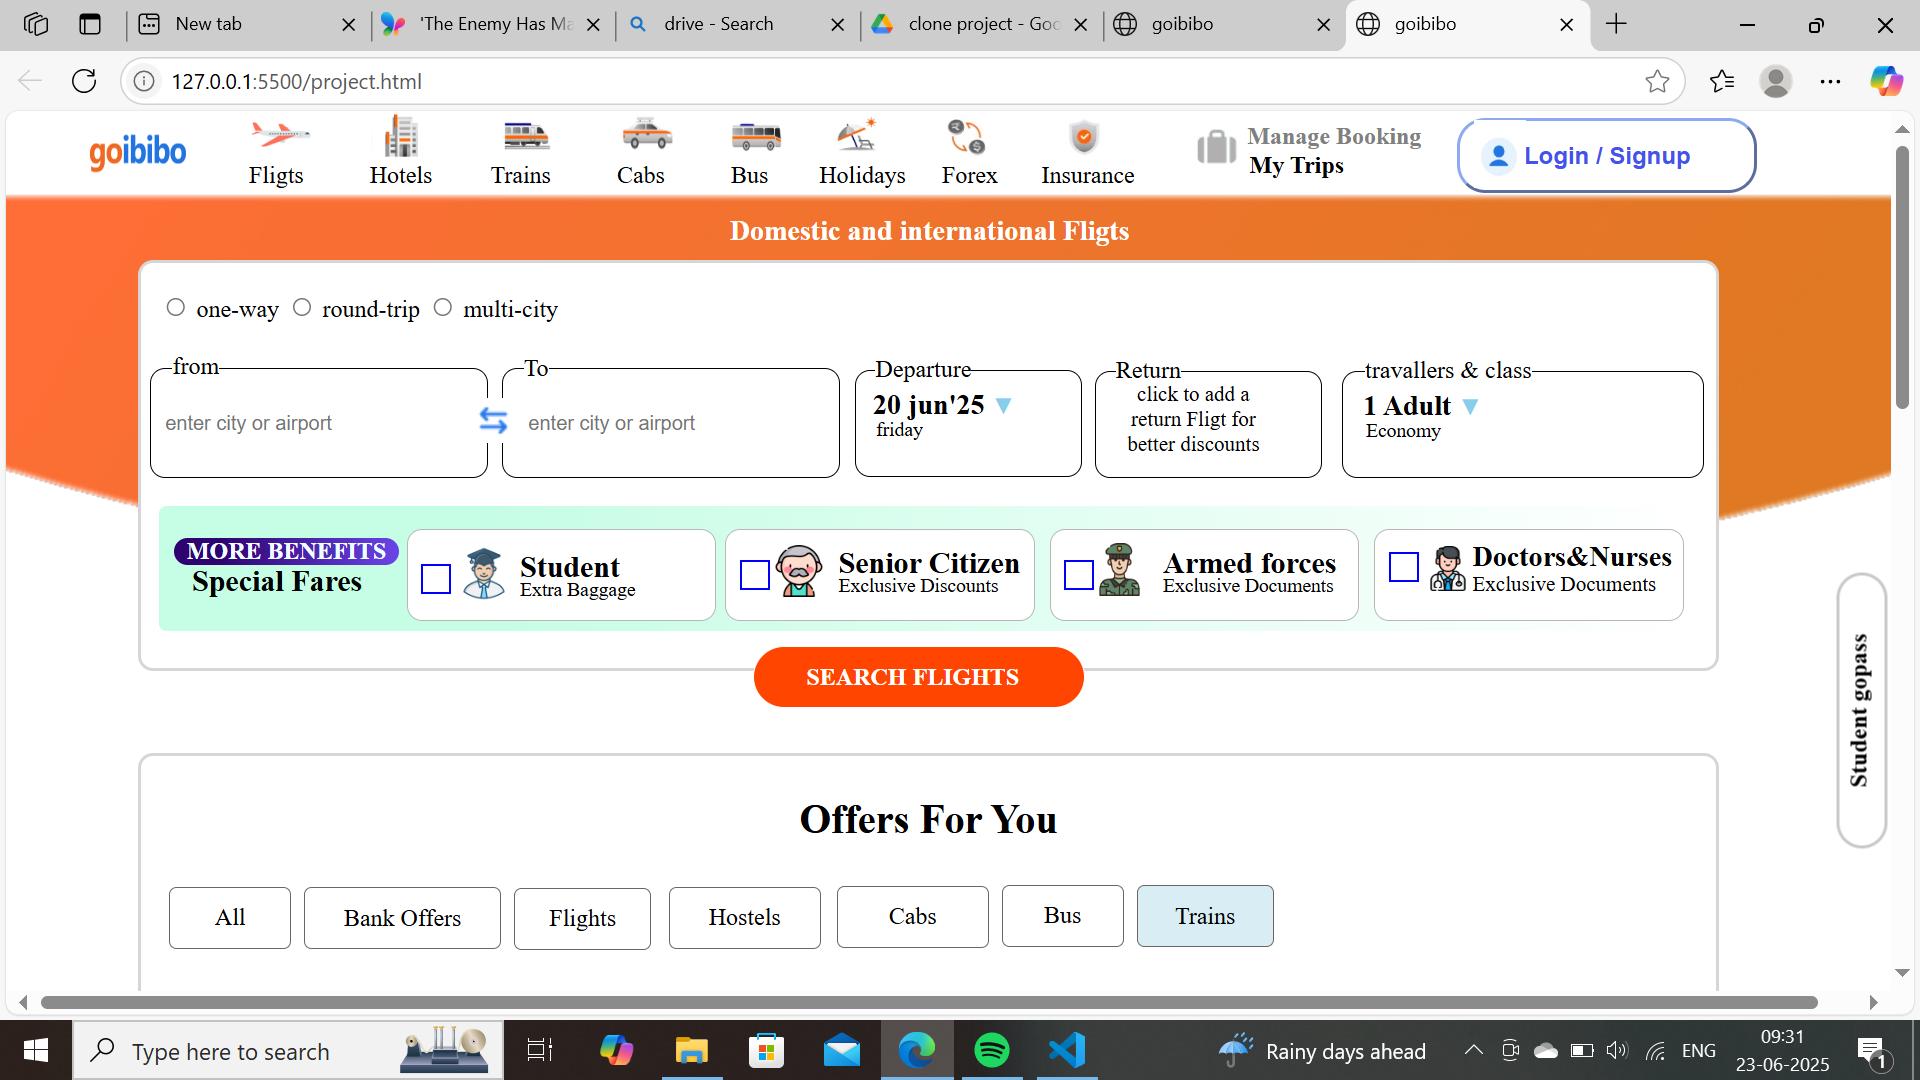 New tab
'The Enemy Has Ma
drive - Search
clone project - Goo
goibibo
goibibo
127.0.0.1:5500/project.html
goibibo
Fligts
Hotels
Trains
Cabs
Bus
Holidays
Forex
Insurance
Manage Booking
My Trips
Login / Signup
Domestic and international Fligts
one-way
round-trip
multi-city
from
To
Departure
Return
travallers & class
enter city or airport
enter city or airport
20 jun'25
friday
click to add a
return Fligt for
better discounts
1 Adult
Economy
MORE BENEFITS
Special Fares
Student
Extra Baggage
Senior Citizen
Exclusive Discounts
Armed forces
Exclusive Documents
Doctors&Nurses
Exclusive Documents
SEARCH FLIGHTS
Student gopass
Offers For You
All
Bank Offers
Flights
Hostels
Cabs
Bus
Trains
Type here to search
Rainy days ahead
ENG
09:31
23-06-2025
1